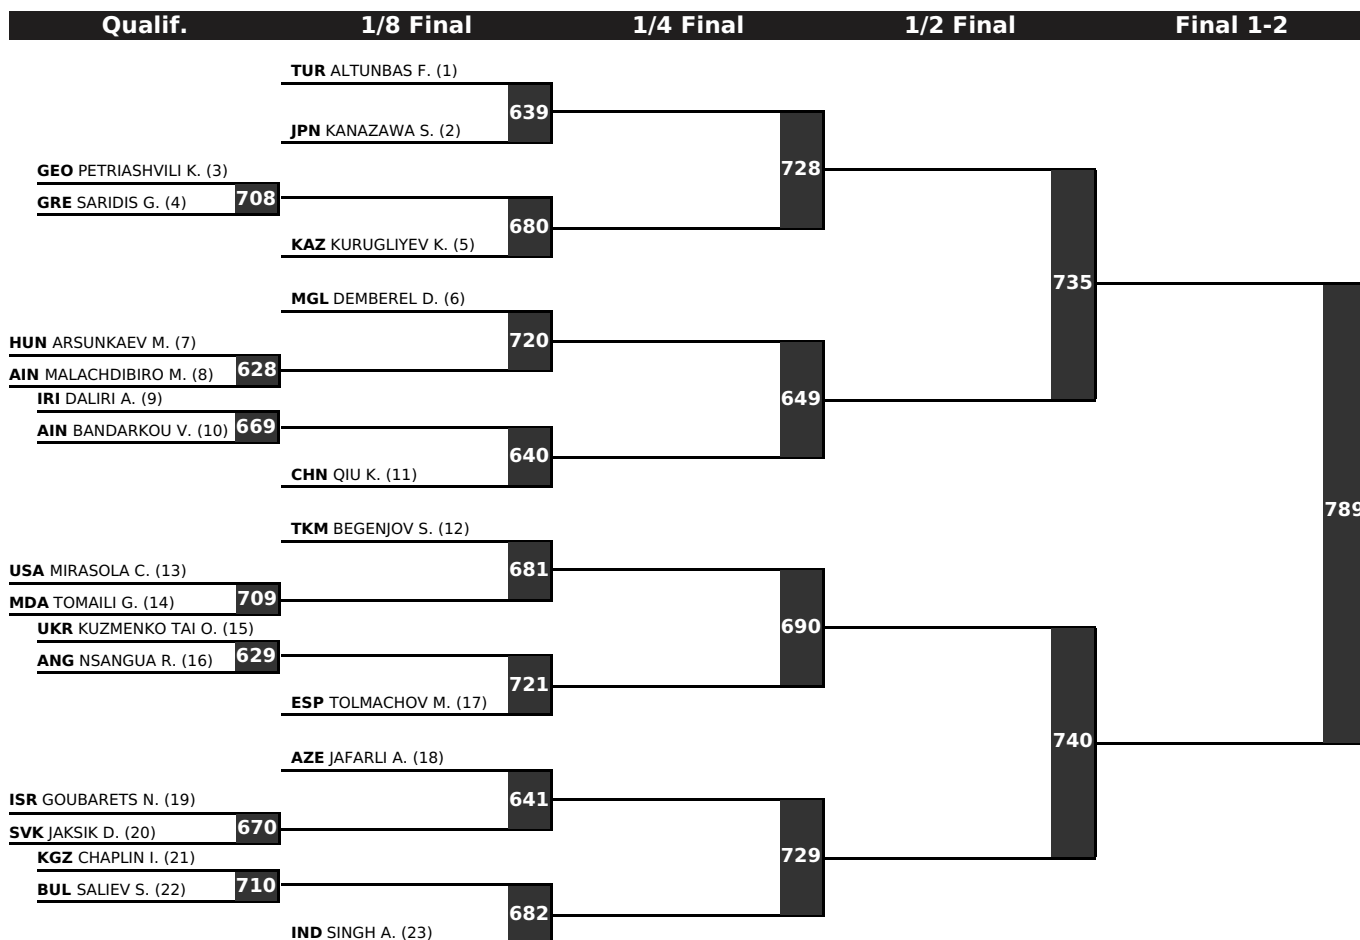 Qualif. 1/8 Final 1/4 Final 1/2 Final Final 1-2
TUR ALTUNBAS F. (1)
639
JPN KANAZAWA S. (2)
GEO PETRIASHVILI K. (3)
728
708
GRE SARIDIS G. (4)
680
KAZ KURUGLIYEV K. (5)
735
MGL DEMBEREL D. (6)
720
HUN ARSUNKAEV M. (7)
628
AIN MALACHDIBIRO M. (8)
IRI DALIRI A. (9)
649
669
AIN BANDARKOU V. (10)
640
CHN QIU K. (11)
789
TKM BEGENJOV S. (12)
681
USA MIRASOLA C. (13)
709
MDA TOMAILI G. (14)
UKR KUZMENKO TAI O. (15)
690
629
ANG NSANGUA R. (16)
721
ESP TOLMACHOV M. (17)
740
AZE JAFARLI A. (18)
641
ISR GOUBARETS N. (19)
670
SVK JAKSIK D. (20)
KGZ CHAPLIN I. (21)
729
710
BUL SALIEV S. (22)
682
IND SINGH A. (23)